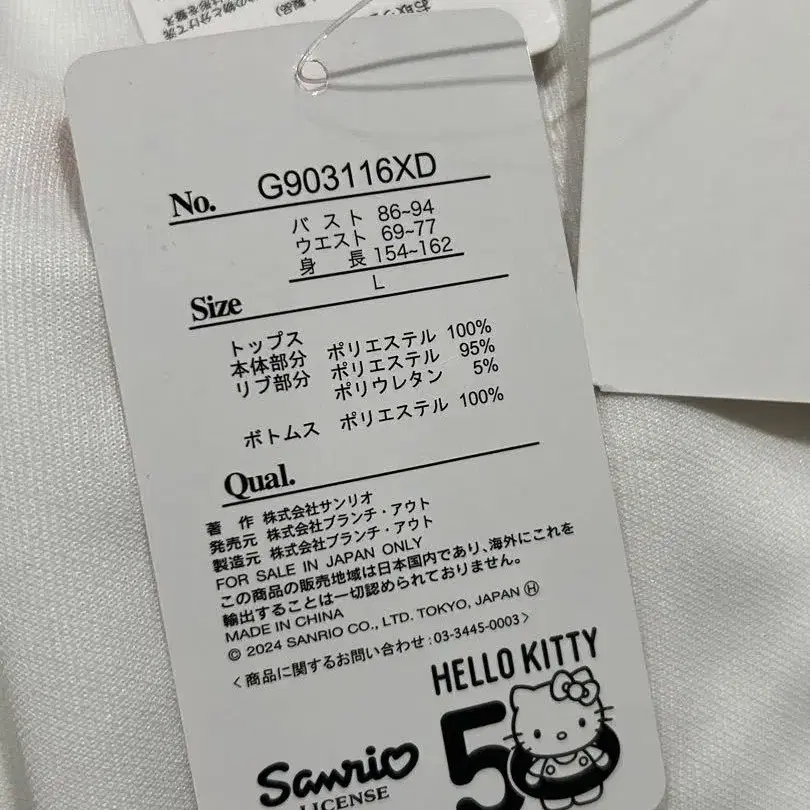 No. G903116XD
バスト 86~94
ウエスト 69~77
身長 154~162
Size L
トップス
本体部分 ポリエステル 100%
リブ部分 ポリエステル 95%
ポリウレタン 5%
ボトムス ポリエステル 100%
Qual.
著作 株式会社サンリオ
発売元 株式会社ブランチ・アウト
製造元 株式会社ブランチ・アウト
FOR SALE IN JAPAN ONLY
この商品の販売地域は日本国内であり、海外にこれを
輸出することは一切認められておりません。
MADE IN CHINA
© 2024 SANRIO CO., LTD. TOKYO, JAPAN Ⓗ
〈商品に関するお問い合わせ:03-3445-0003〉
HELLO KITTY
5
Sanrio
LICENSE